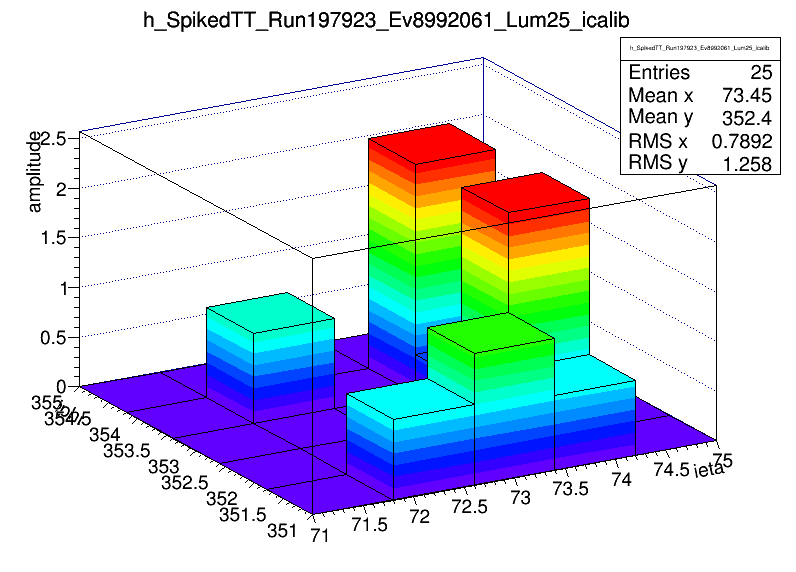 h_SpikedTT_Run197923_Ev8992061_Lum25_icalib
h_SpikedTT_Run197923_Ev8992061_Lum25_icalib
Entries 25
Mean x 73.45
Mean y 352.4
RMS x 0.7892
RMS y 1.258
amplitude
2.5
2
1.5
1
0.5
0
355
354.5
354
353.5
353
352.5
352
351.5
351
71
71.5
72
72.5
73
73.5
74
74.5
75
ieta